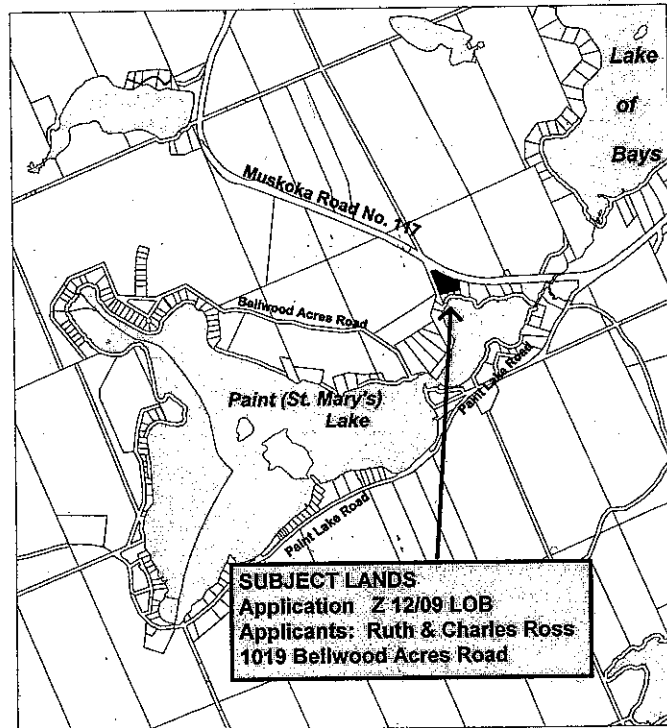 Lake
of
Bays
Muskoka Road No. 117
Bellwood Acres Road
Paint (St. Mary's)
Lake
Paint Lake Road
Paint Lake Road
SUBJECT LANDS
Application Z 12/09 LOB
Applicants: Ruth & Charles Ross
1019 Bellwood Acres Road